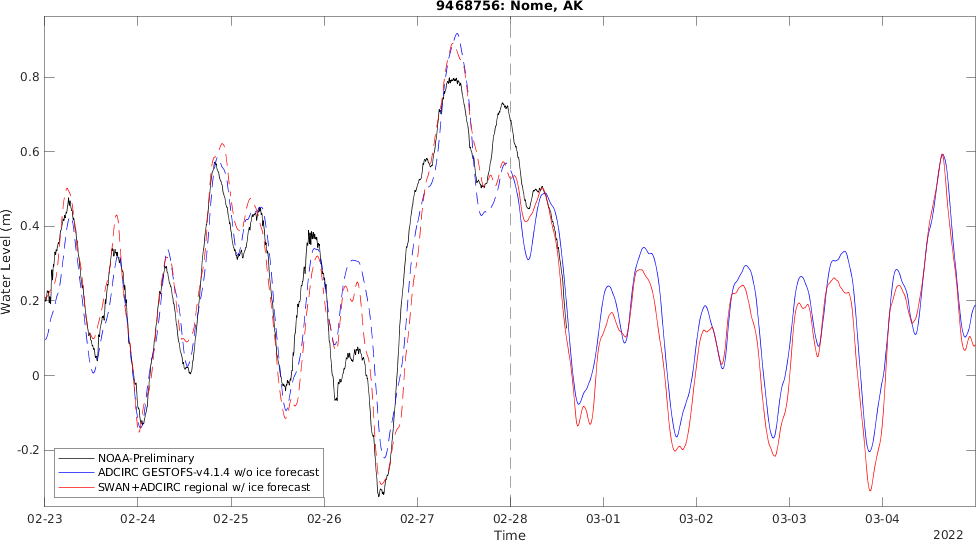 9468756: Nome, AK
Water Level (m)
0.8
0.6
0.4
0.2
0
-0.2
NOAA-Preliminary
ADCIRC GESTOFS-v4.1.4 w/o ice forecast
SWAN+ADCIRC regional w/ ice forecast
02-23 02-24 02-25 02-26 02-27 02-28 03-01 03-02 03-03 03-04
Time
2022